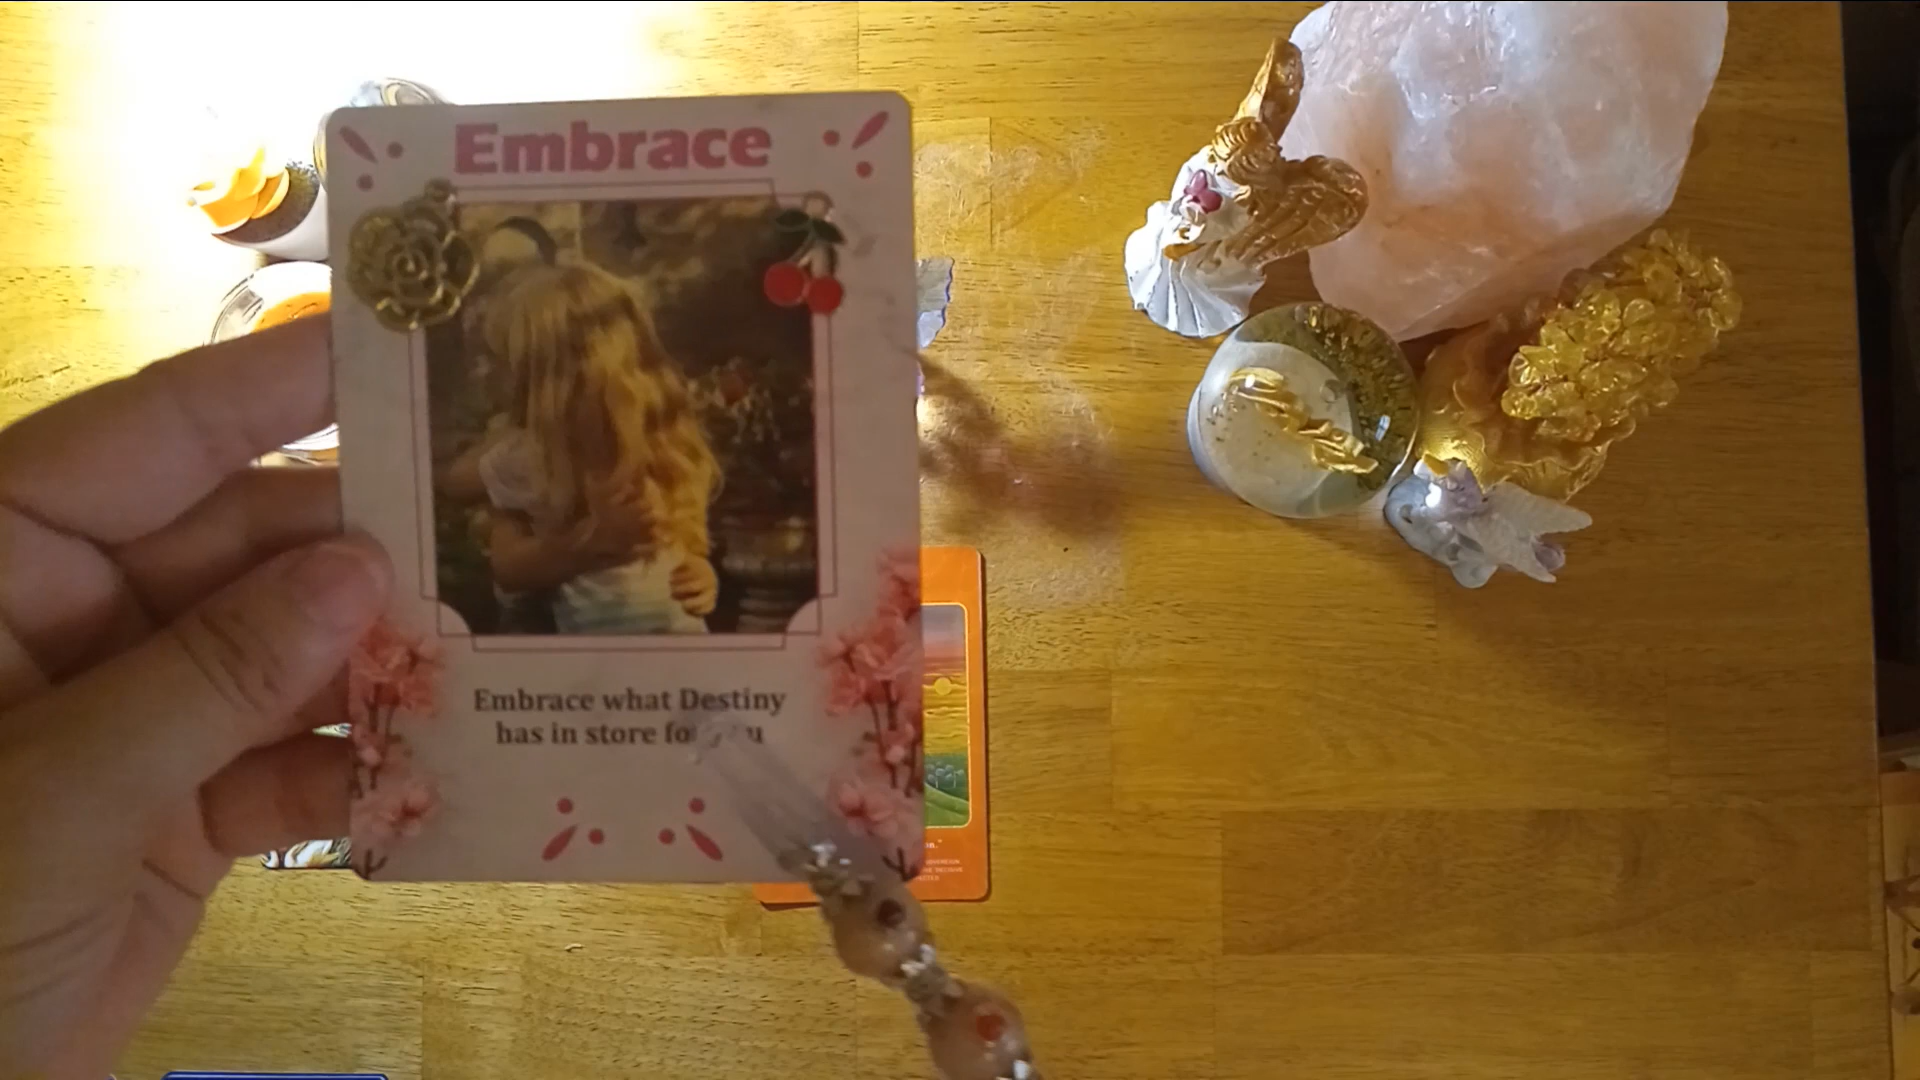 Embrace
Embrace what Destiny
has in store